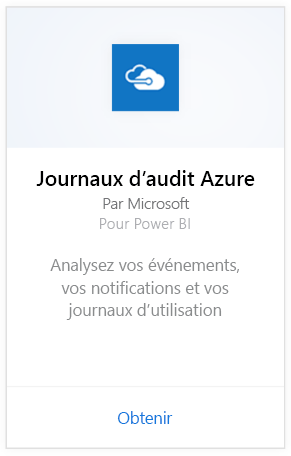 Journaux d’audit Azure
Par Microsoft
Pour Power BI
Analysez vos événements,
vos notifications et vos
journaux d’utilisation
Obtenir